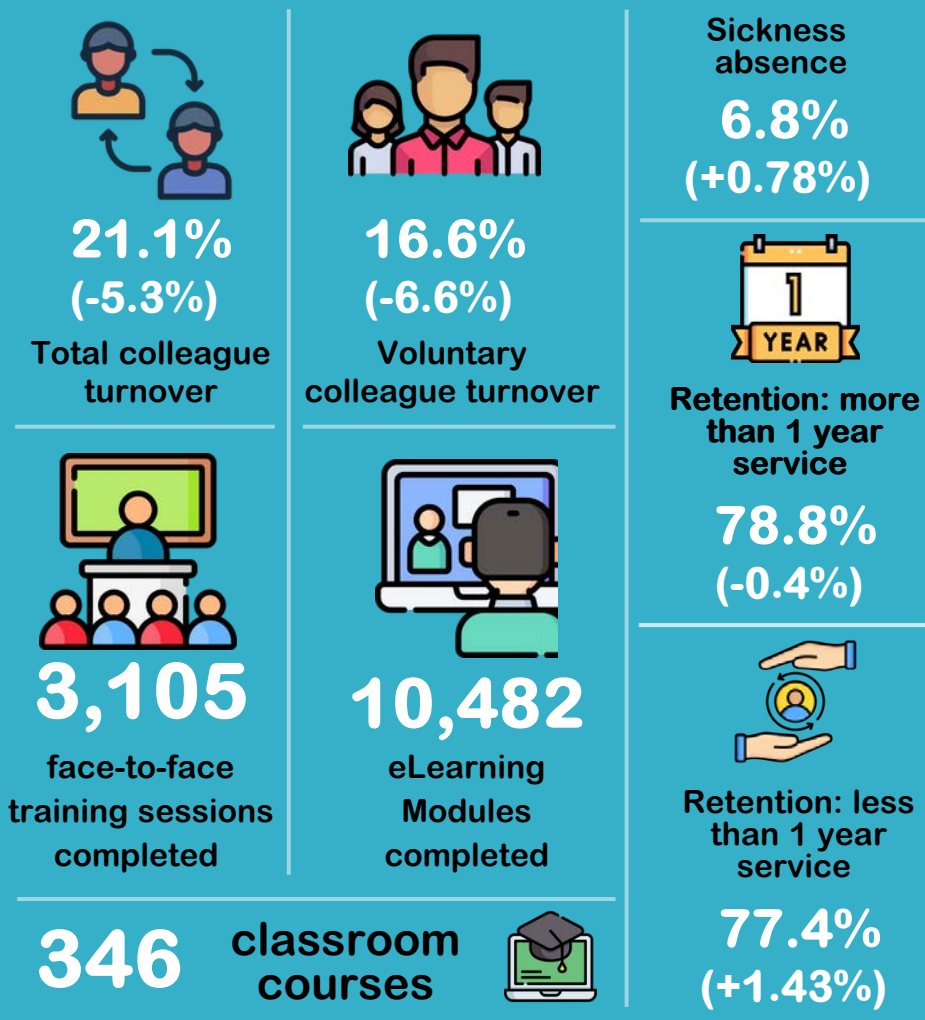 21.1%
(-5.3%)
Total colleague
turnover
16.6%
(-6.6%)
Voluntary
colleague turnover
3,105
face-to-face
training sessions
completed
10,482
eLearning
Modules
completed
346
classroom
courses
Sickness
absence
6.8%
(+0.78%)
1
YEAR
Retention: more
than 1 year
service
78.8%
(-0.4%)
Retention: less
than 1 year
service
77.4%
(+1.43%)